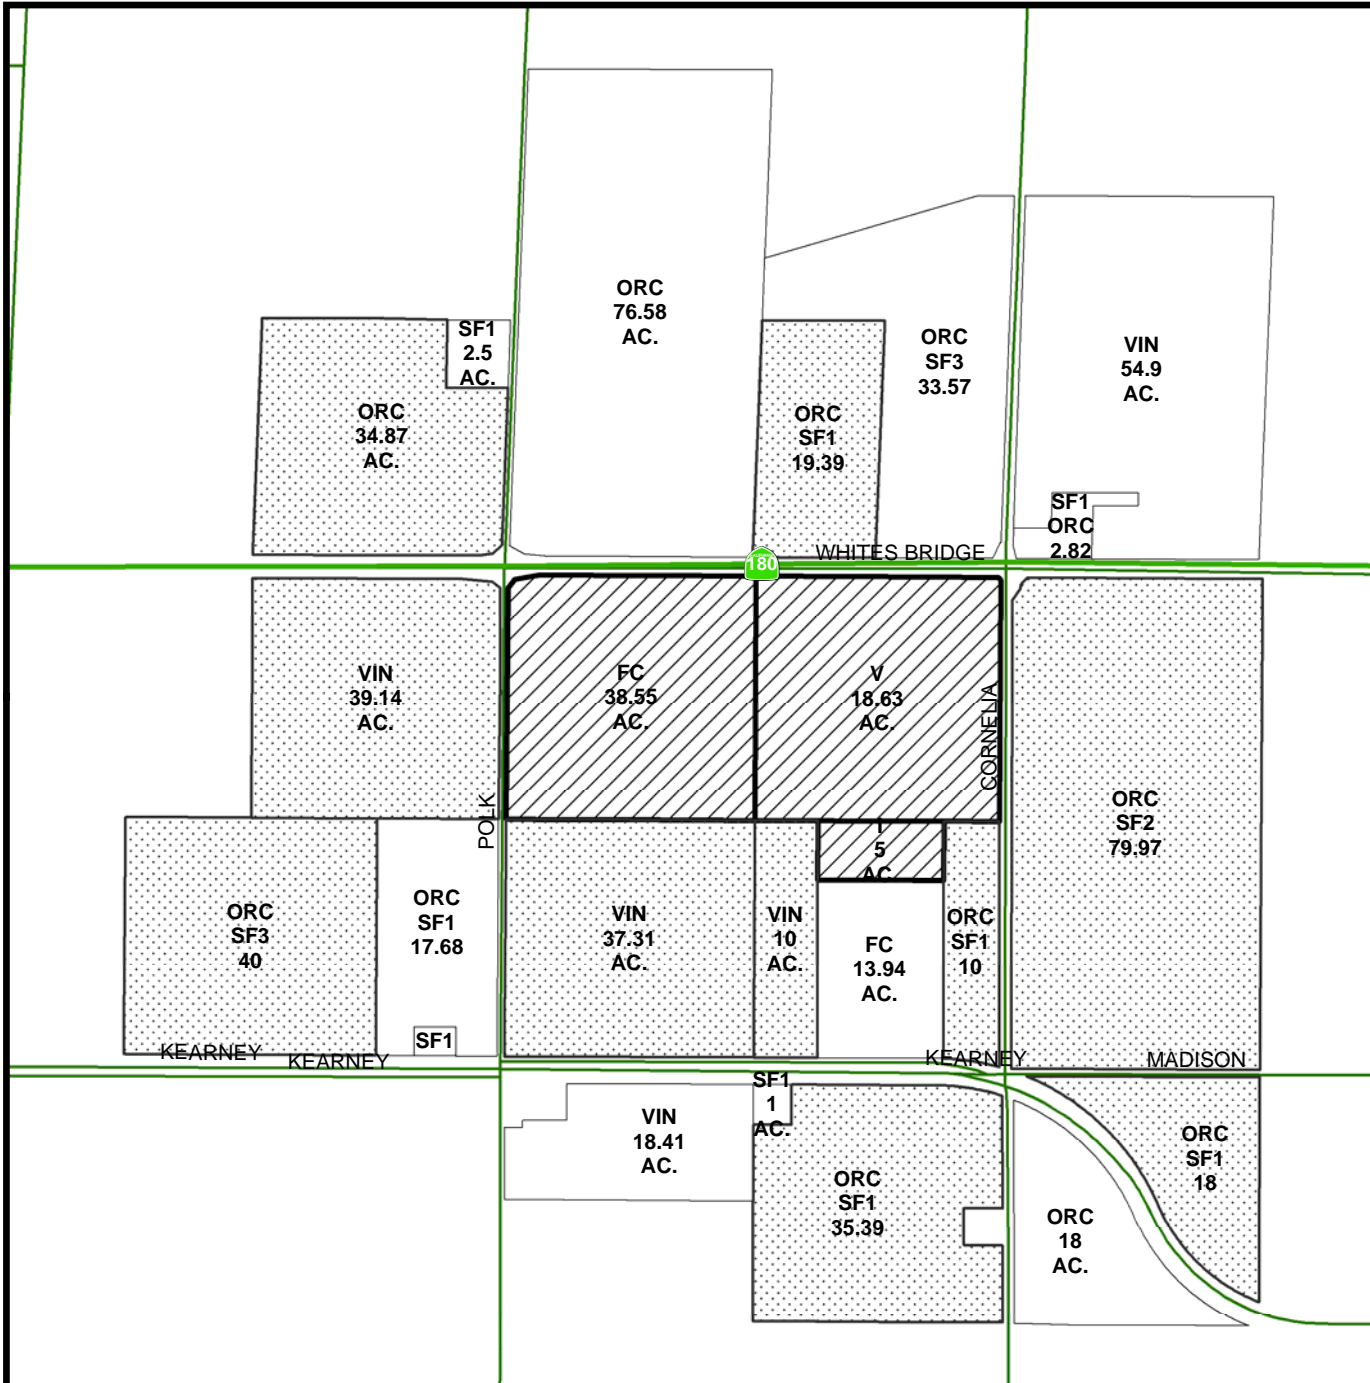 ORC
76.58
AC.
SF1
2.5
AC.
ORC
34.87
AC.
ORC
SF1
19.39
ORC
SF3
33.57
VIN
54.9
AC.
SF1
ORC
2.82
WHITES BRIDGE
180
VIN
39.14
AC.
FC
38.55
AC.
V
18.63
AC.
CORNELIA
POLK
ORC
SF2
79.97
5
AC.
ORC
SF3
40
ORC
SF1
17.68
SF1
VIN
37.31
AC.
VIN
10
AC.
FC
13.94
AC.
ORC
SF1
10
KEARNEY
KEARNEY
KEARNEY
MADISON
VIN
18.41
AC.
SF1
1
AC.
ORC
SF1
35.39
ORC
18
AC.
ORC
SF1
18